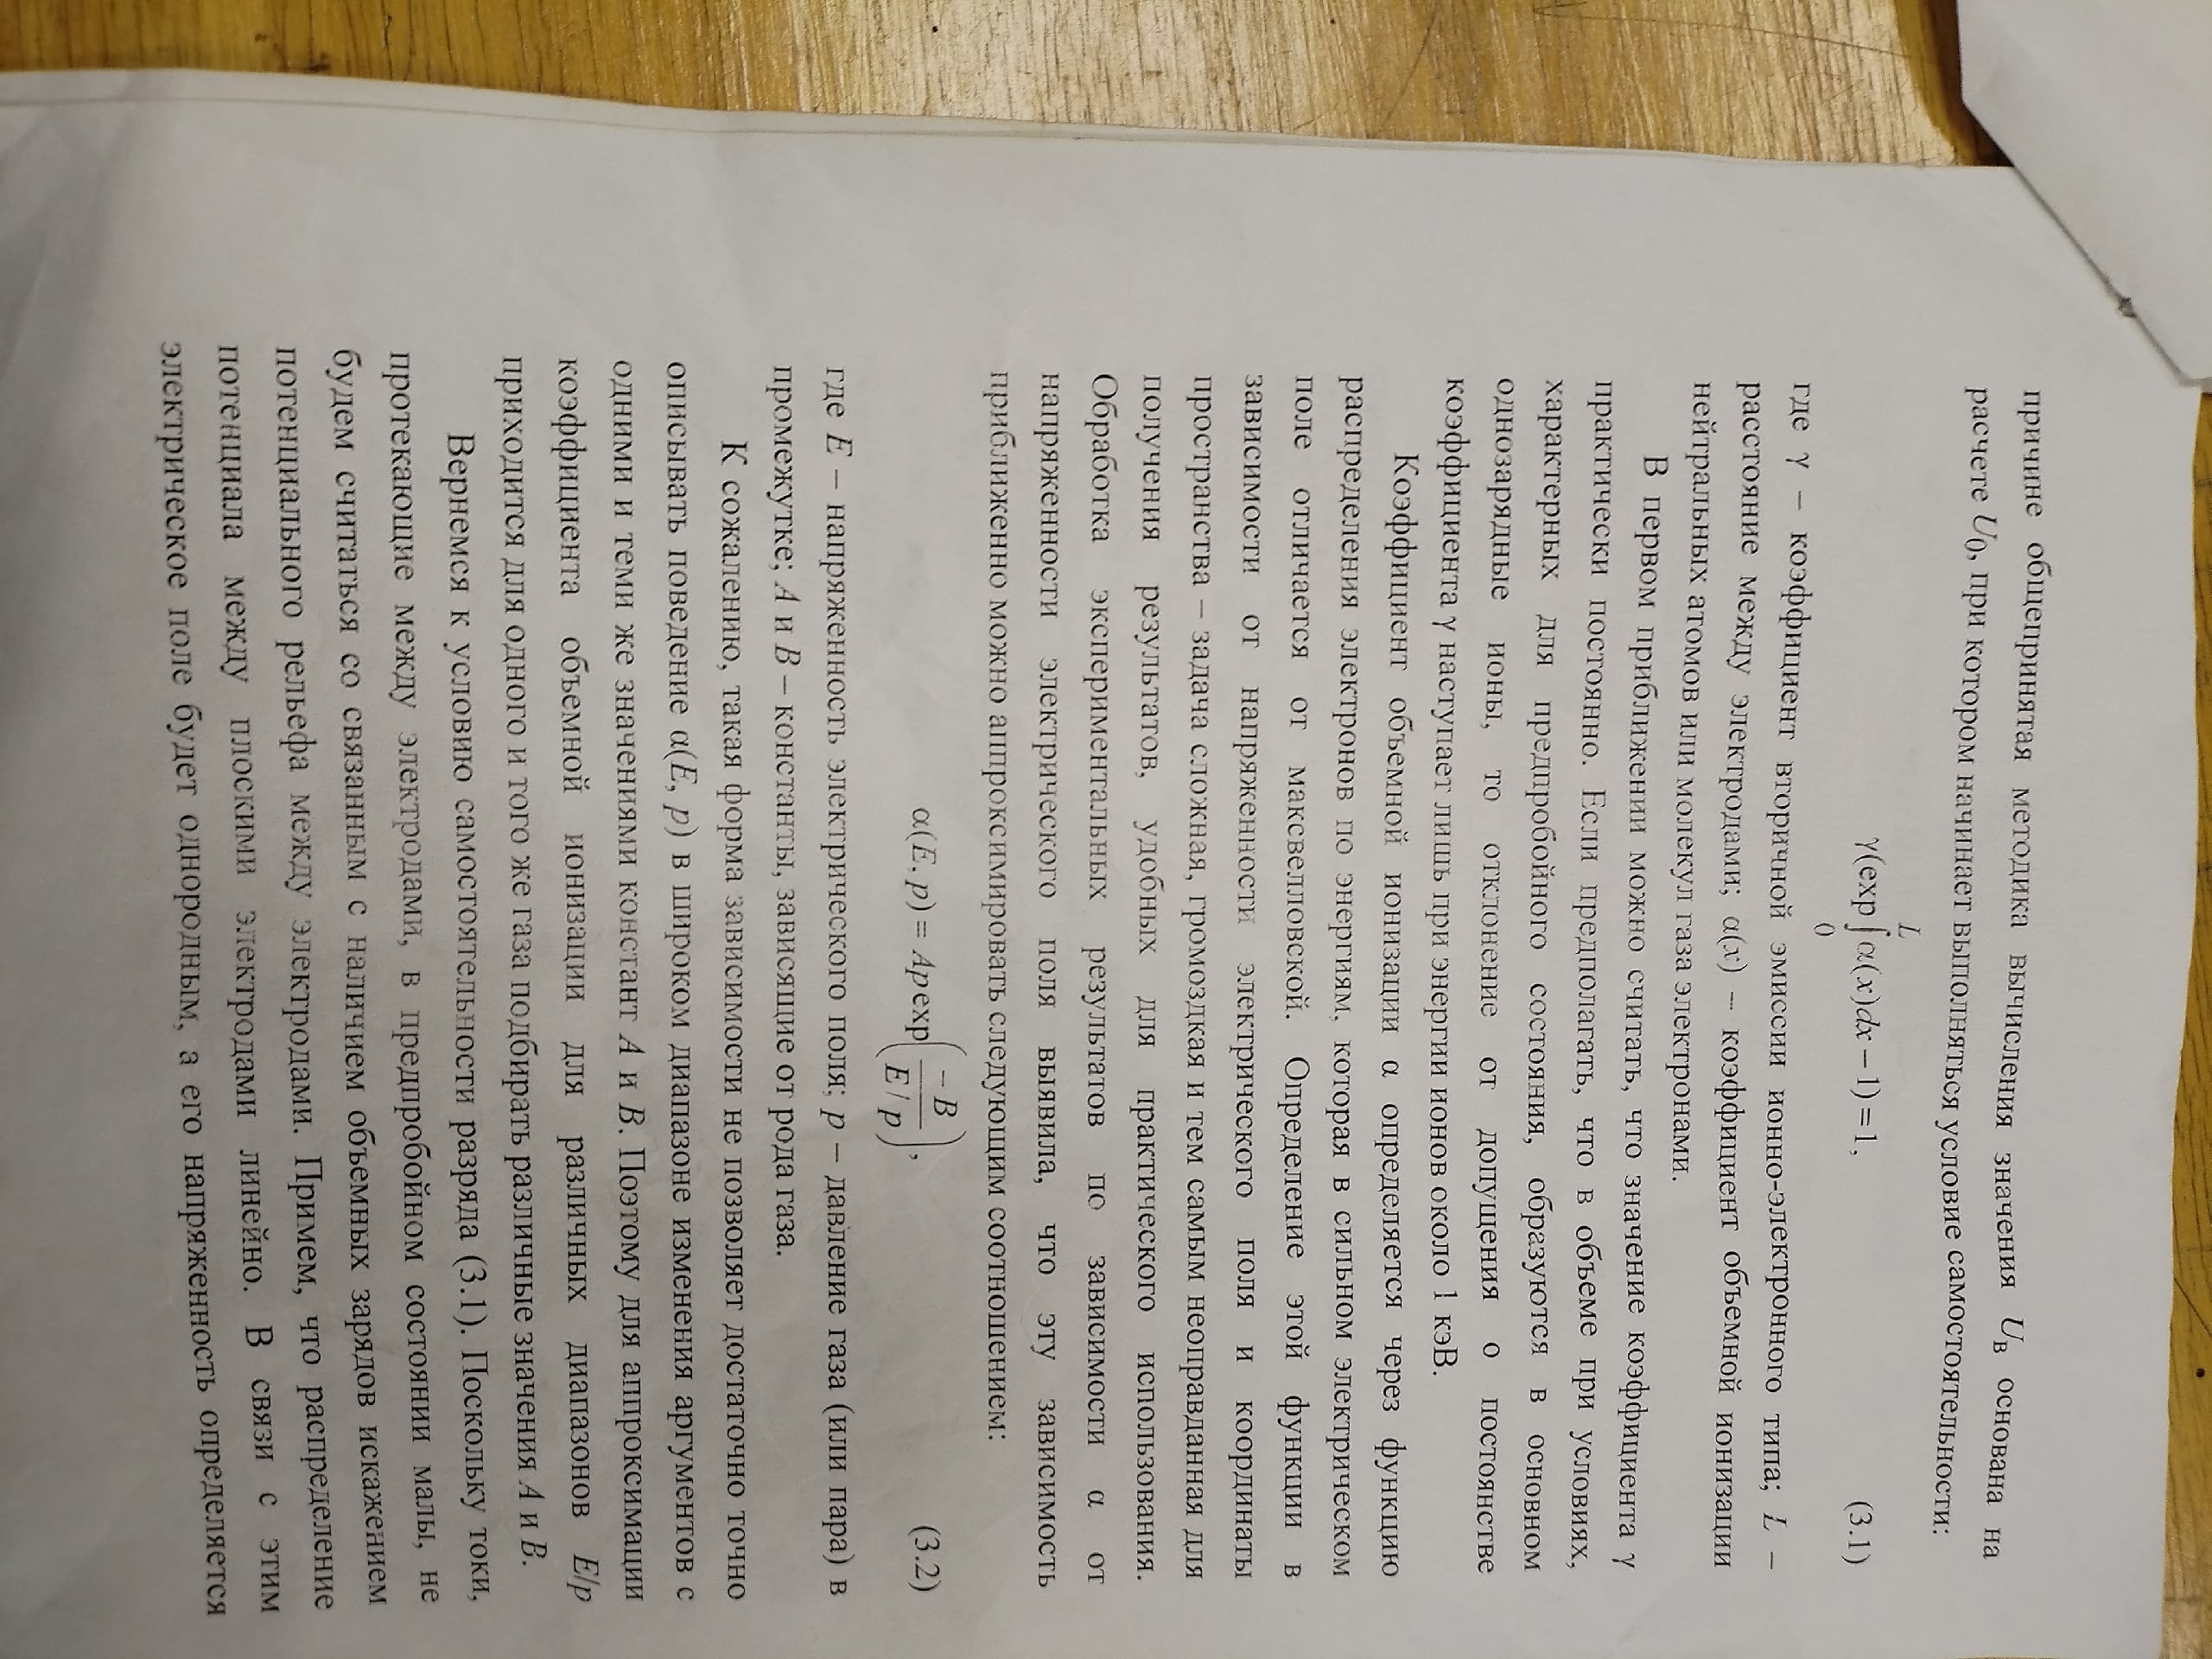 причине общепринятая методика вычисления значения U_в основана на
расчете U_0, при котором начинает выполняться условие самостоятельности:
γ(exp ∫_0^L α(x)dx − 1) = 1, (3.1)
где γ – коэффициент вторичной эмиссии ионно-электронного типа; L –
расстояние между электродами; α(x) – коэффициент объемной ионизации
нейтральных атомов или молекул газа электронами.
В первом приближении можно считать, что значение коэффициента γ
практически постоянно. Если предполагать, что в объеме при условиях,
характерных для предпробойного состояния, образуются в основном
однозарядные ионы, то отклонение от допущения о постоянстве
коэффициента γ наступает лишь при энергии ионов около 1 кэВ.
Коэффициент объемной ионизации α определяется через функцию
распределения электронов по энергиям, которая в сильном электрическом
поле отличается от максвелловской. Определение этой функции в
зависимости от напряженности электрического поля и координаты
пространства – задача сложная, громоздкая и тем самым неоправданная для
получения результатов, удобных для практического использования.
Обработка экспериментальных результатов по зависимости α от
напряженности электрического поля выявила, что эту зависимость
приближенно можно аппроксимировать следующим соотношением:
α(E, p) = Ap exp(−B / (E / p)), (3.2)
где E – напряженность электрического поля; p – давление газа (или пара) в
промежутке; A и B – константы, зависящие от рода газа.
К сожалению, такая форма зависимости не позволяет достаточно точно
описывать поведение α(E, p) в широком диапазоне изменения аргументов с
одними и теми же значениями констант A и B. Поэтому для аппроксимации
коэффициента объемной ионизации для различных диапазонов E/p
приходится для одного и того же газа подбирать различные значения A и B.
Вернемся к условию самостоятельности разряда (3.1). Поскольку токи,
протекающие между электродами, в предпробойном состоянии малы, не
будем считаться со связанным с наличием объемных зарядов искажением
потенциального рельефа между электродами. Примем, что распределение
потенциала между плоскими электродами линейно. В связи с этим
электрическое поле будет однородным, а его напряженность определяется